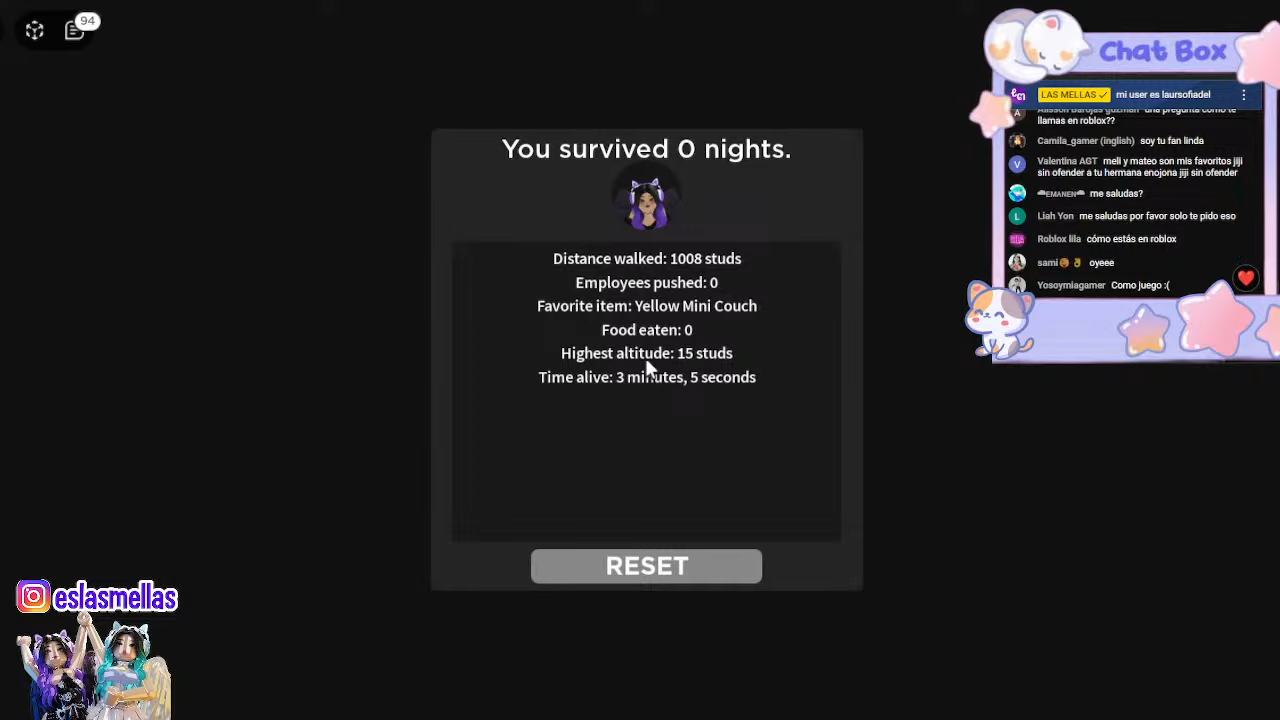 94
Chat Box
LAS MELLAS mi user es laursofiadel
una pregunta como te
llamas en roblox??
Camila_gamer (inglish) soy tu fan linda
Valentina AGT meli y mateo son mis favoritos jiji
sin ofender a tu hermana enojona jiji sin ofender
EMANEN me saludas?
Liah Yon me saludas por favor solo te pido eso
Roblox lila cómo estás en roblox
sami oyeee
Yosoymiagamer Como juego :(
You survived 0 nights.
Distance walked: 1008 studs
Employees pushed: 0
Favorite item: Yellow Mini Couch
Food eaten: 0
Highest altitude: 15 studs
Time alive: 3 minutes, 5 seconds
RESET
eslasmellas